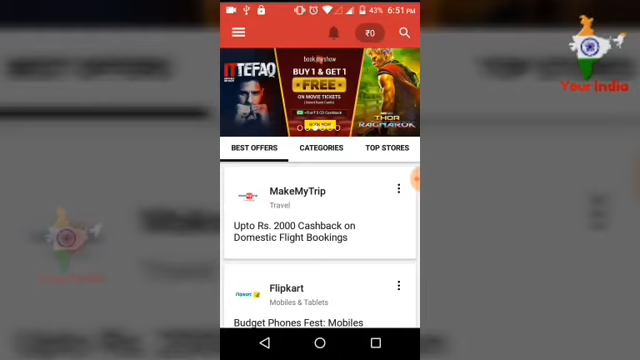 43% 6:51 PM
₹0
ITTEFAQ
bookmyshow
BUY 1 & GET 1
FREE
ON MOVIE TICKETS
THOR
RAGNAROK
BEST OFFERS
CATEGORIES
TOP STORES
MakeMyTrip
Travel
Upto Rs. 2000 Cashback on
Domestic Flight Bookings
Flipkart
Mobiles & Tablets
Budget Phones Fest: Mobiles
Your India